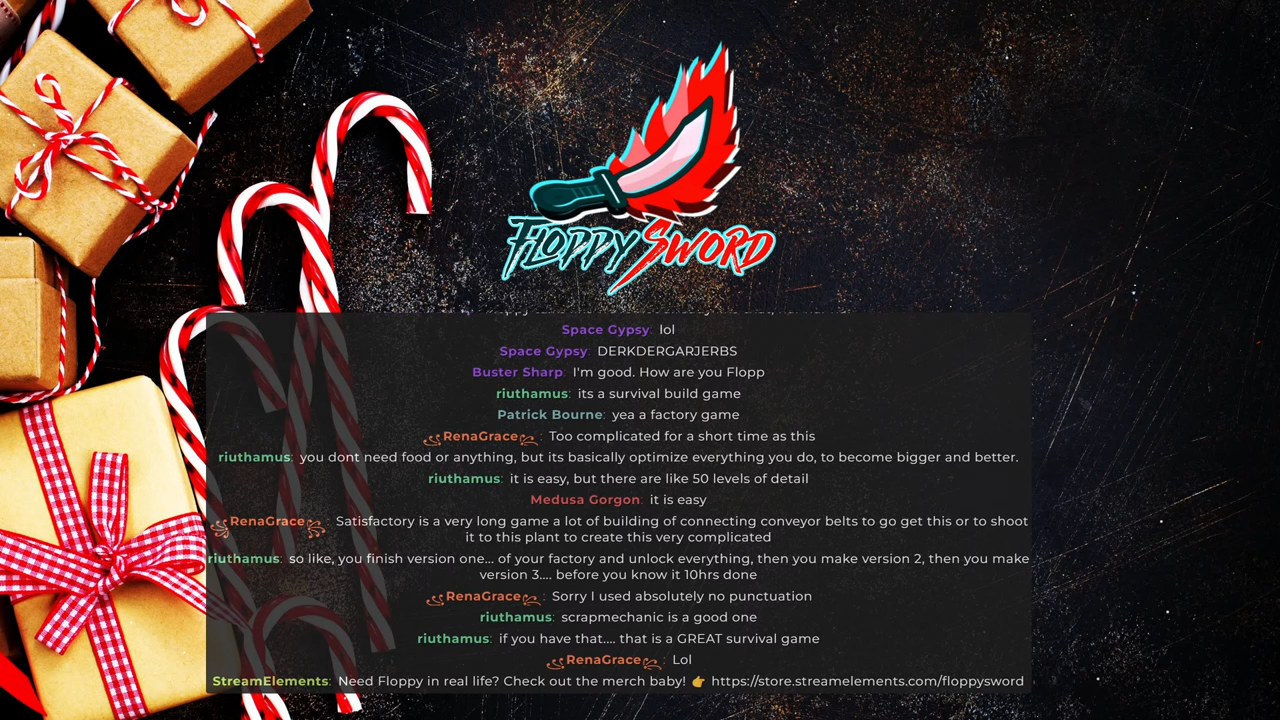 FLOPPY SWORD
Space Gypsy: lol
Space Gypsy: DERKDERGARJERBS
Buster Sharp: I'm good. How are you Flopp
riuthamus: its a survival build game
Patrick Bourne: yea a factory game
RenaGrace: Too complicated for a short time as this
riuthamus: you dont need food or anything, but its basically optimize everything you do, to become bigger and better.
riuthamus: it is easy, but there are like 50 levels of detail
Medusa Gorgon: it is easy
RenaGrace: Satisfactory is a very long game a lot of building of connecting conveyor belts to go get this or to shoot
it to this plant to create this very complicated
riuthamus: so like, you finish version one... of your factory and unlock everything, then you make version 2, then you make
version 3.... before you know it 10hrs done
RenaGrace: Sorry I used absolutely no punctuation
riuthamus: scrapmechanic is a good one
riuthamus: if you have that.... that is a GREAT survival game
RenaGrace: Lol
StreamElements: Need Floppy in real life? Check out the merch baby! 👉 https://store.streamelements.com/floppysword